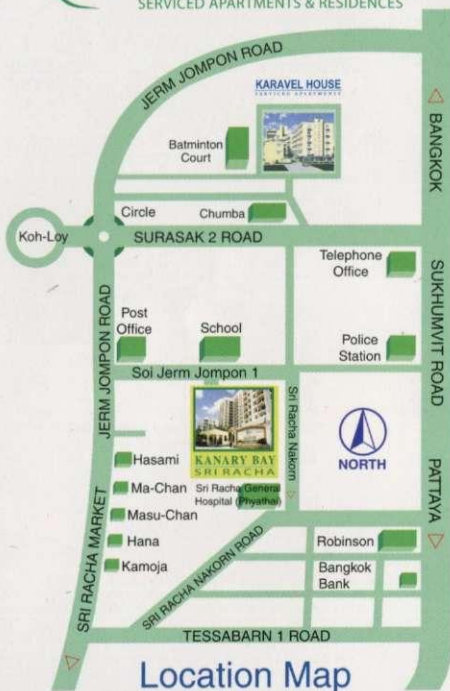 SERVICED APARTMENTS & RESIDENCES
JERM JOMPON ROAD
KARAVEL HOUSE
SERVICED APARTMENTS
BANGKOK
Batminton
Court
Circle
Chumba
Koh-Loy
SURASAK 2 ROAD
Telephone
Office
SUKHUMVIT ROAD
JERM JOMPON ROAD
Post
Office
School
Police
Station
Soi Jerm Jompon 1
Sri Racha Nakorn
KANARY BAY
SRI RACHA
NORTH
PATTAYA
Hasami
Ma-Chan
Sri Racha General
Hospital (Phyathai)
Masu-Chan
SRI RACHA MARKET
Hana
Robinson
Kamoja
Bangkok
Bank
SRI RACHA NAKORN ROAD
TESSABARN 1 ROAD
Location Map